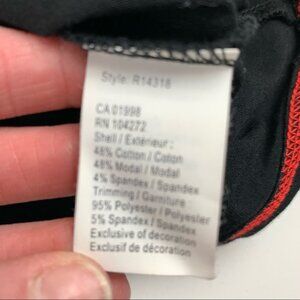 Style: R14318
CA 01998
RN 104272
Shell / Extérieur :
48% Cotton / Coton
48% Modal / Modal
4% Spandex / Spandex
Trimming / Garniture
95% Polyester / Polyester
5% Spandex / Spandex
Exclusive of decoration
Exclusif de décoration